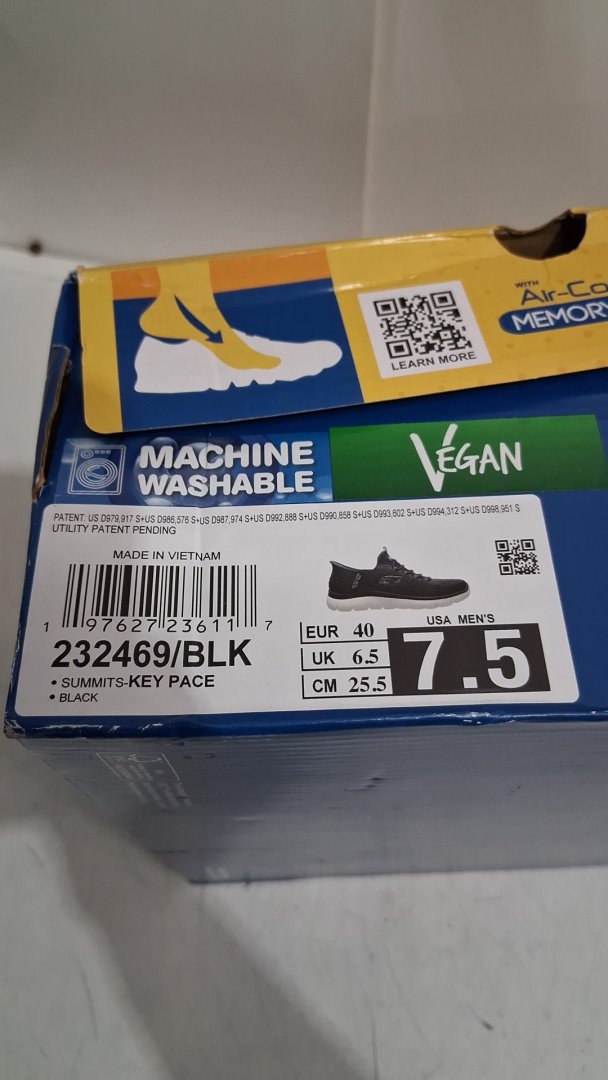 WITH
Air-Co
MEMORY
LEARN MORE
MACHINE
WASHABLE
VEGAN
PATENT: US D979,917 S+US D986,576 S+US D987,974 S+US D992,888 S+US D990,858 S+US D993,602 S+US D994,312 S+US D998,951 S
UTILITY PATENT PENDING
MADE IN VIETNAM
1 97627 23611 7
232469/BLK
• SUMMITS-KEY PACE
• BLACK
USA MEN'S
EUR 40
UK 6.5
CM 25.5
7.5